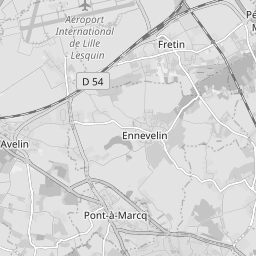 Aéroport
International
de Lille
Lesquin
Fretin
D 54
Ennevelin
Avelin
Pont-à-Marcq